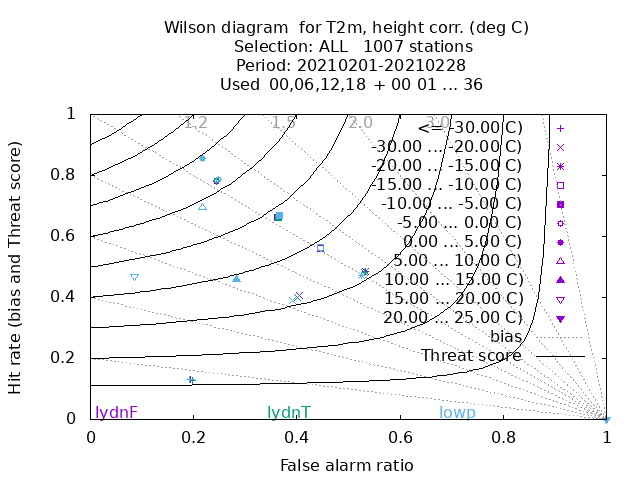 Wilson diagram  for T2m, height corr. (deg C)
Selection: ALL   1007 stations
Period: 20210201-20210228
Used  00,06,12,18  + 00 01 ... 36
Hit rate (bias and Threat score)
1
0.8
0.6
0.4
0.2
0
1.2
1.5
2.0
3.0
<= -30.00 C)
-30.00 ... -20.00 C)
-20.00 ... -15.00 C)
-15.00 ... -10.00 C)
-10.00 ... -5.00 C)
-5.00 ... 0.00 C)
0.00 ... 5.00 C)
5.00 ... 10.00 C)
10.00 ... 15.00 C)
15.00 ... 20.00 C)
20.00 ... 25.00 C)
bias
Threat score
lydnF
lydnT
lowp
0
0.2
0.4
0.6
0.8
1
False alarm ratio